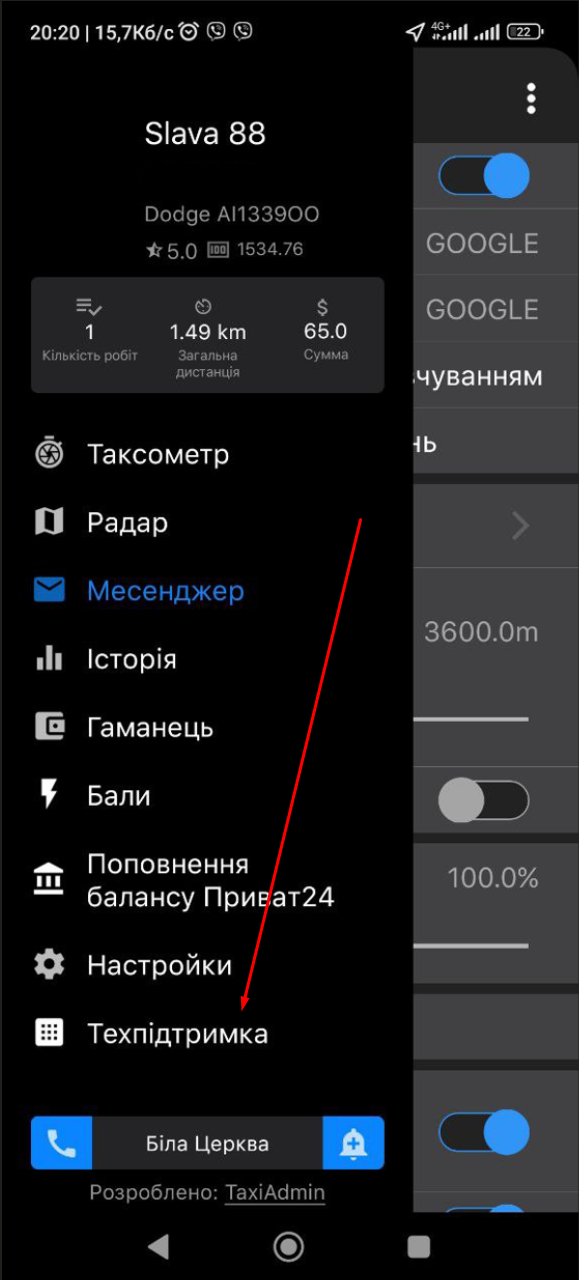 20:20 | 15,7Кб/с 4G+ 22
Slava 88
Dodge AI1339OO
5.0 1534.76
GOOGLE
GOOGLE
1 1.49 km 65.0
Кількість робіт Загальна дистанція Сумма
чуванням
нь
Таксометр
Радар
Месенджер
3600.0m
Історія
Гаманець
Бали
Поповнення
балансу Приват24
100.0%
Настройки
Техпідтримка
Біла Церква
Розроблено: TaxiAdmin